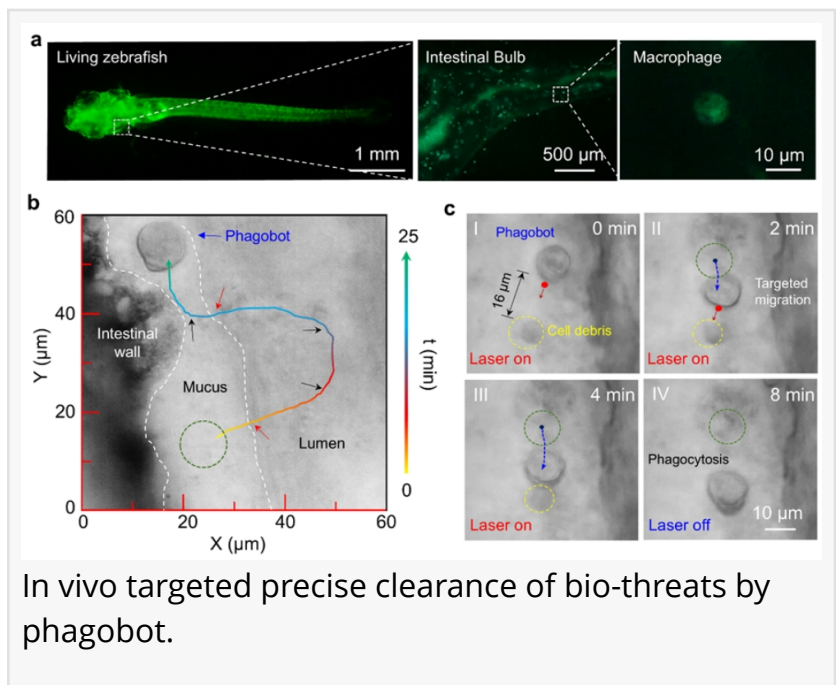 a
Living zebrafish
1 mm
Intestinal Bulb
500 µm
Macrophage
10 µm
b
60
40
20
0
Y (µm)
0
20
40
60
X (µm)
Phagobot
Intestinal
wall
Mucus
Lumen
25
t (min)
0
c
I
0 min
Phagobot
16 µm
Cell debris
Laser on
II
2 min
Targeted
migration
Laser on
III
4 min
Laser on
IV
8 min
Phagocytosis
Laser off
10 µm
In vivo targeted precise clearance of bio-threats by
phagobot.